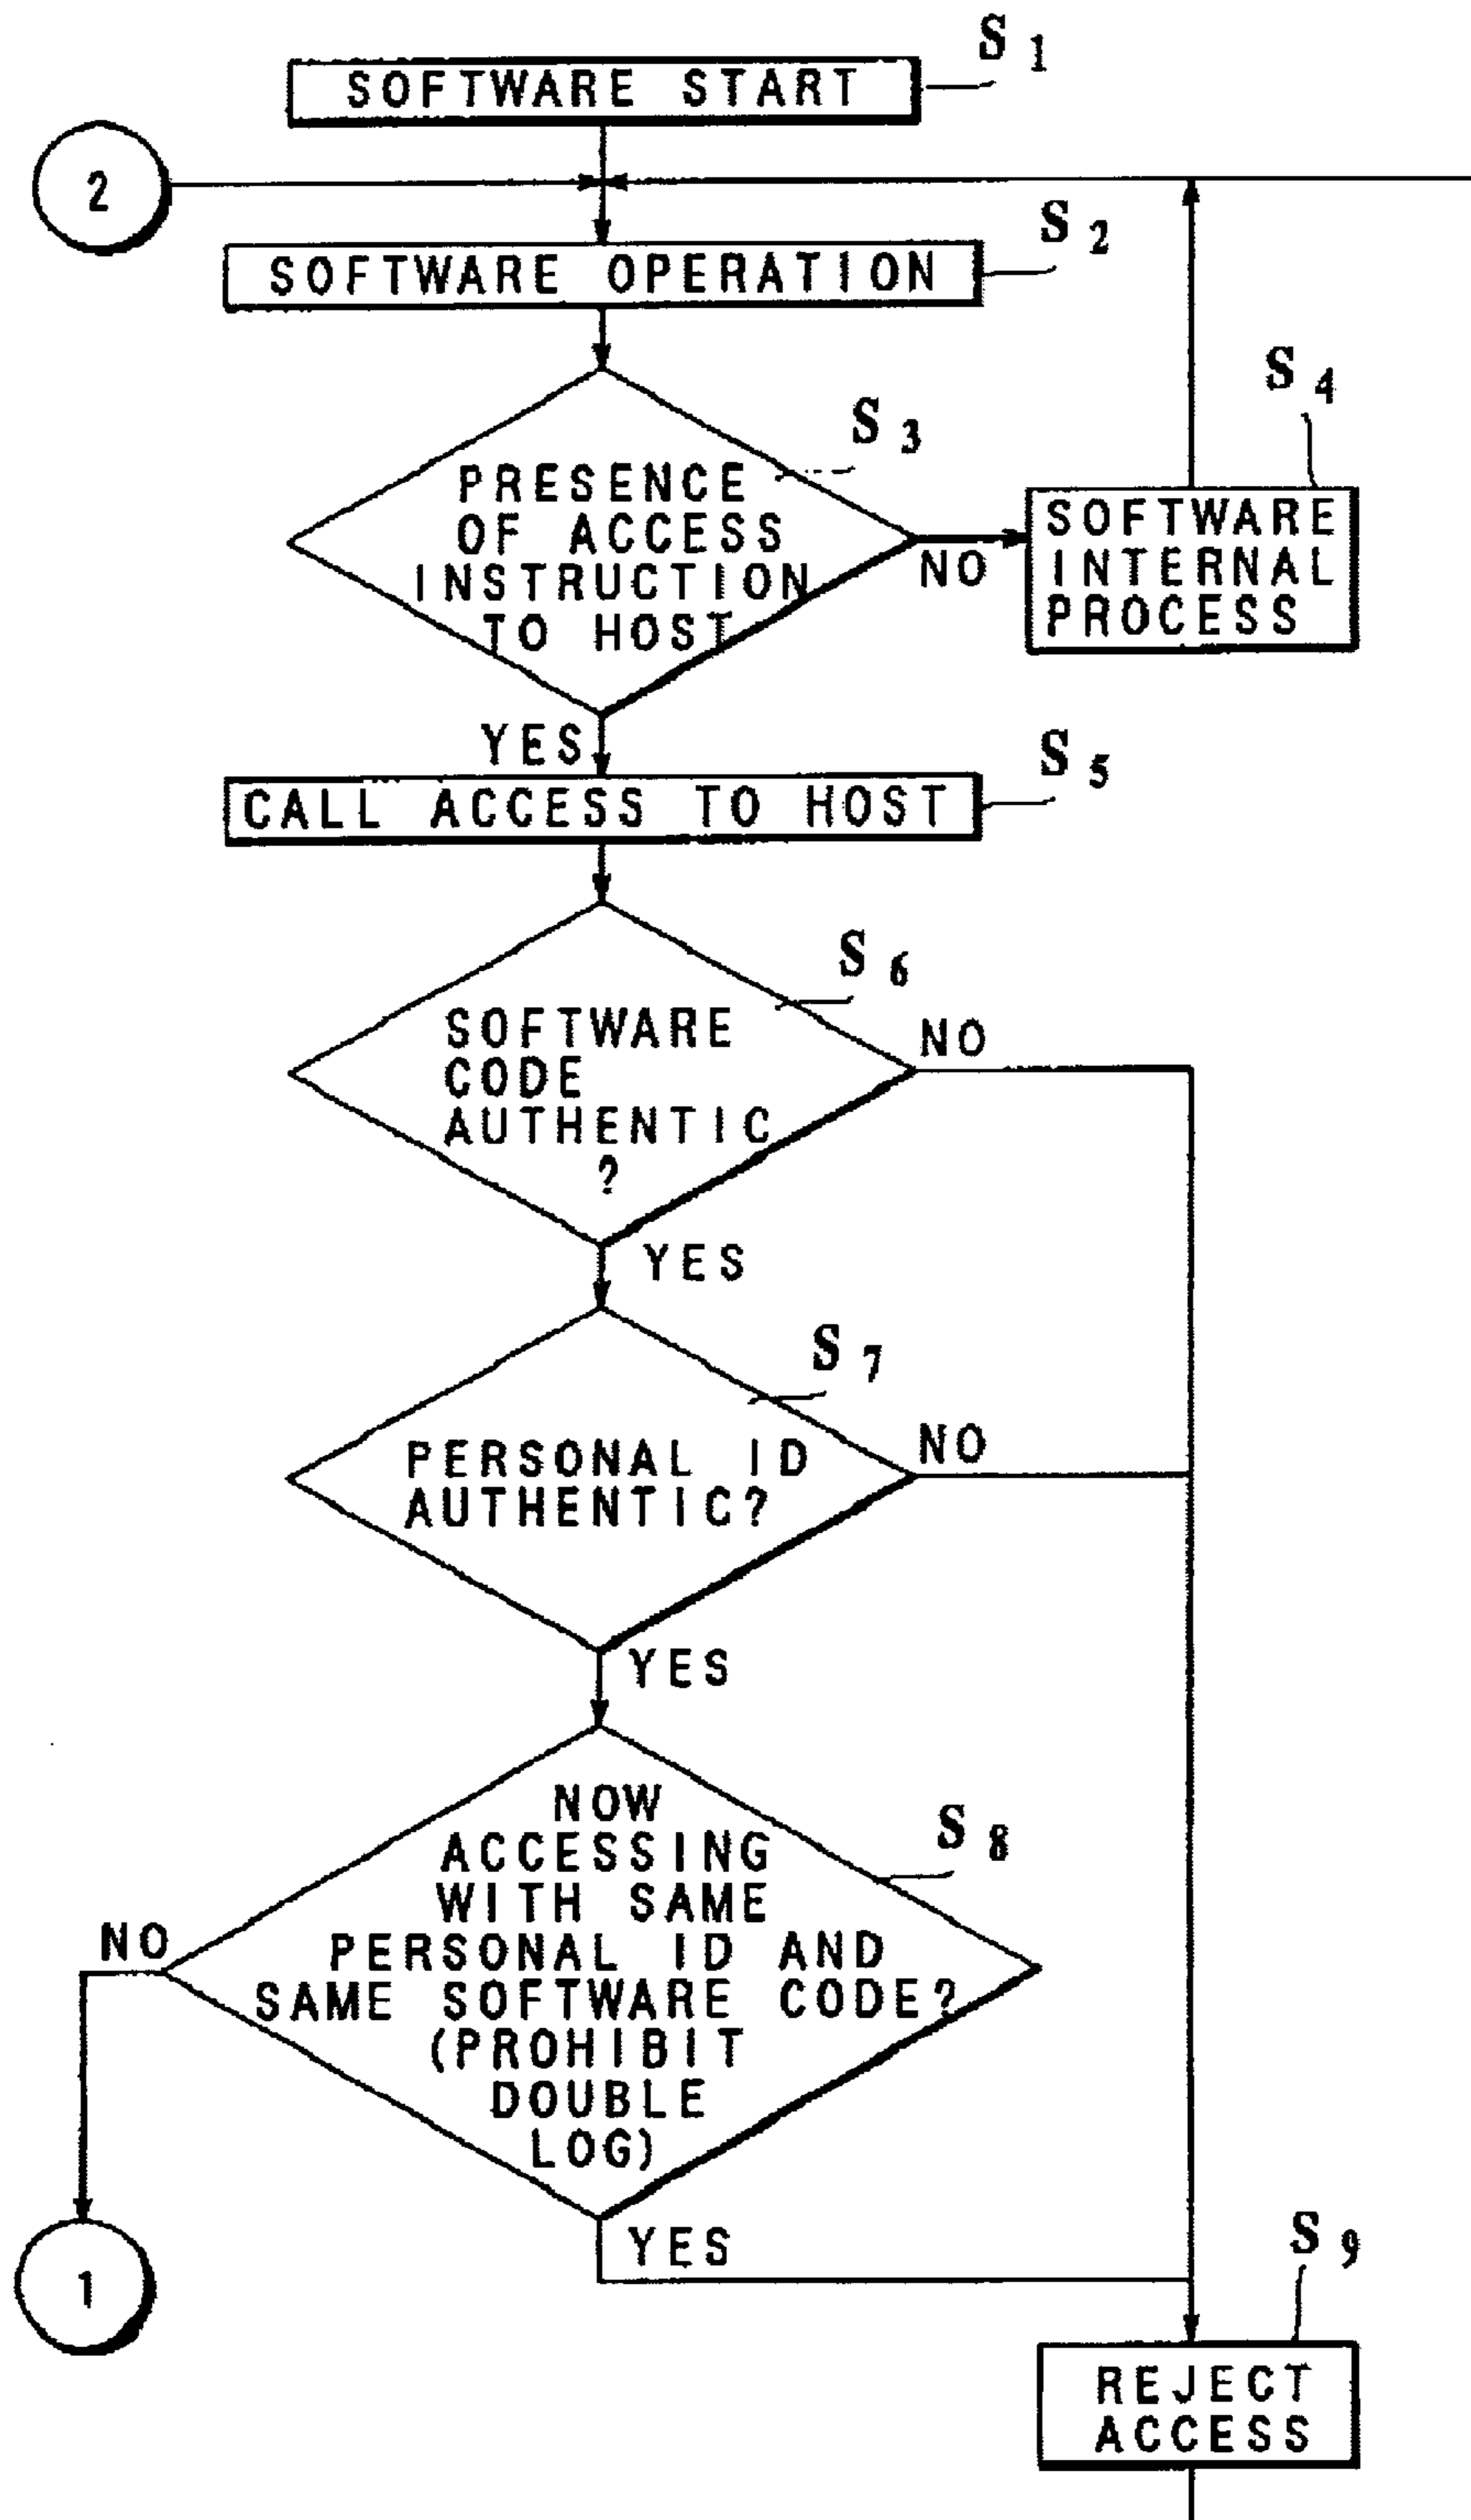 S1
SOFTWARE START
2
S2
SOFTWARE OPERATION
S3
PRESENCE
OF ACCESS
INSTRUCTION
TO HOST
NO
S4
SOFTWARE
INTERNAL
PROCESS
YES
S5
CALL ACCESS TO HOST
S6
SOFTWARE
CODE
AUTHENTIC
?
NO
YES
S7
PERSONAL ID
AUTHENTIC?
NO
YES
S8
NOW
ACCESSING
WITH SAME
PERSONAL ID AND
SAME SOFTWARE CODE?
(PROHIBIT
DOUBLE
LOG)
NO
YES
1
S9
REJECT
ACCESS